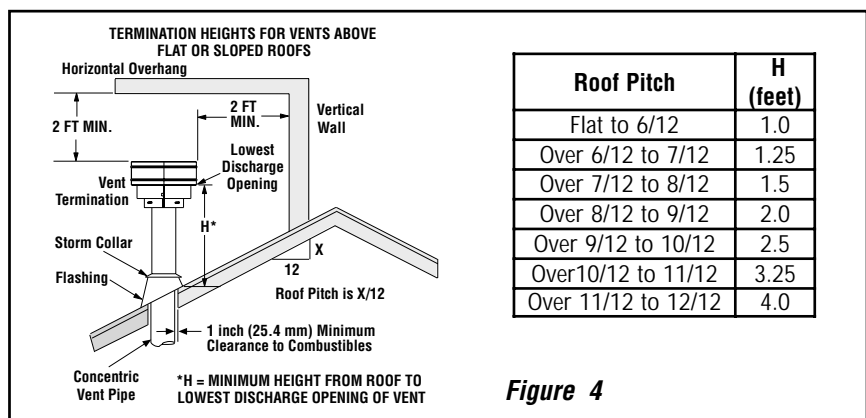 TERMINATION HEIGHTS FOR VENTS ABOVE
FLAT OR SLOPED ROOFS
Horizontal Overhang
2 FT MIN.
2 FT
MIN.
Vertical
Wall
Lowest
Discharge
Opening
Vent
Termination
H*
Storm Collar
Flashing
X
12
Roof Pitch is X/12
1 inch (25.4 mm) Minimum
Clearance to Combustibles
Concentric
Vent Pipe
*H = MINIMUM HEIGHT FROM ROOF TO
LOWEST DISCHARGE OPENING OF VENT
Roof Pitch H (feet)
Flat to 6/12 1.0
Over 6/12 to 7/12 1.25
Over 7/12 to 8/12 1.5
Over 8/12 to 9/12 2.0
Over 9/12 to 10/12 2.5
Over10/12 to 11/12 3.25
Over 11/12 to 12/12 4.0
Figure 4